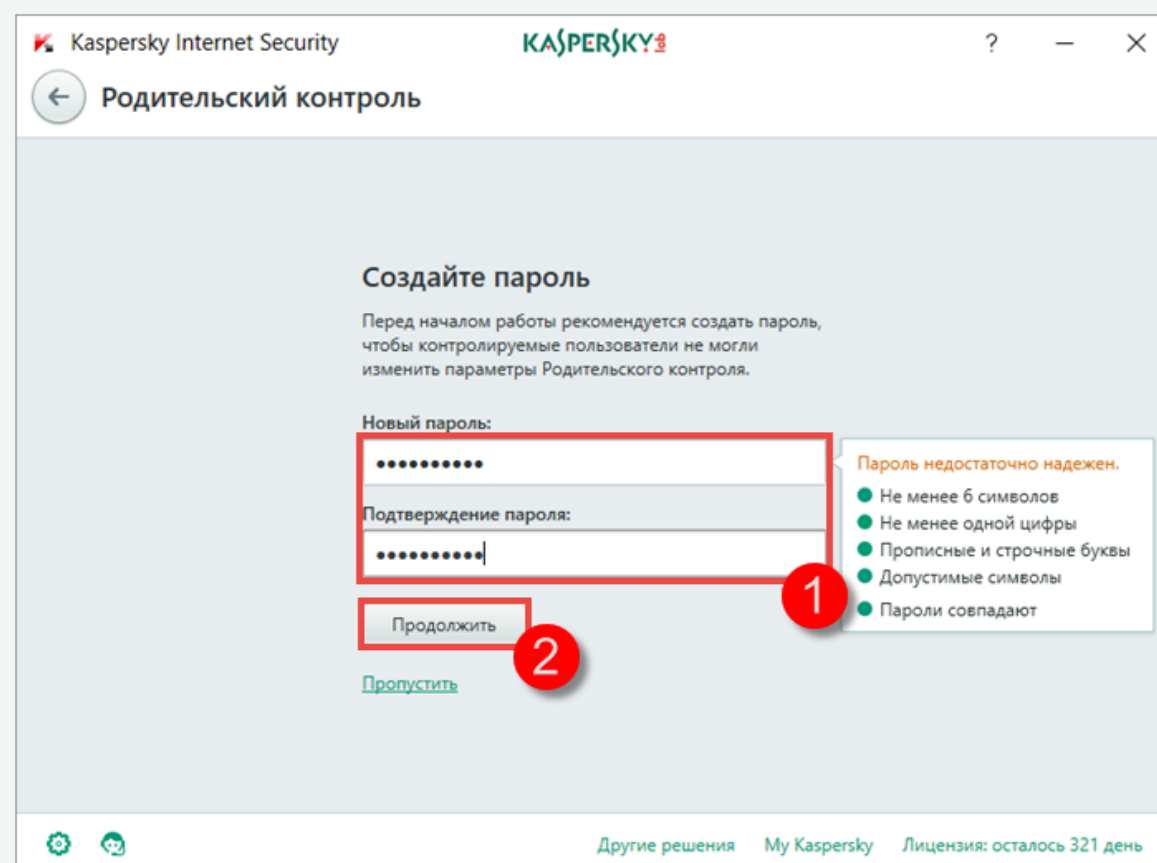 Kaspersky Internet Security
KASPERSKY lab
?
Родительский контроль
Создайте пароль
Перед началом работы рекомендуется создать пароль,
чтобы контролируемые пользователи не могли
изменить параметры Родительского контроля.
Новый пароль:
••••••••••
Пароль недостаточно надежен.
Не менее 6 символов
Не менее одной цифры
Прописные и строчные буквы
Допустимые символы
Пароли совпадают
Подтверждение пароля:
••••••••••
1
Продолжить
2
Пропустить
Другие решения My Kaspersky Лицензия: осталось 321 день